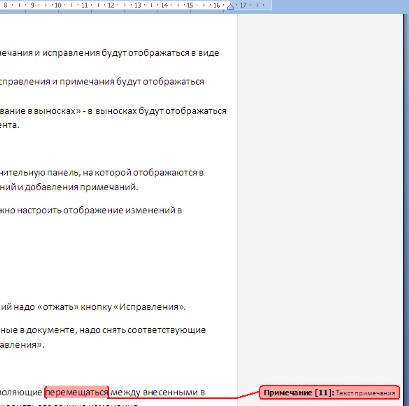 8 9 10 11 12 13 14 15 16 17
мечания и исправления будут отображаться в виде
справления и примечания будут отображаться
вание в выносках» - в выносках будут отображаться
ента.
нительную панель, на которой отображаются в
ний и добавления примечаний.
жно настроить отображение изменений в
ий надо «отжать» кнопку «Исправления».
ные в документе, надо снять соответствующие
авления».
воляющие перемещаться между внесенными в
Примечание [11]: Текст примечания